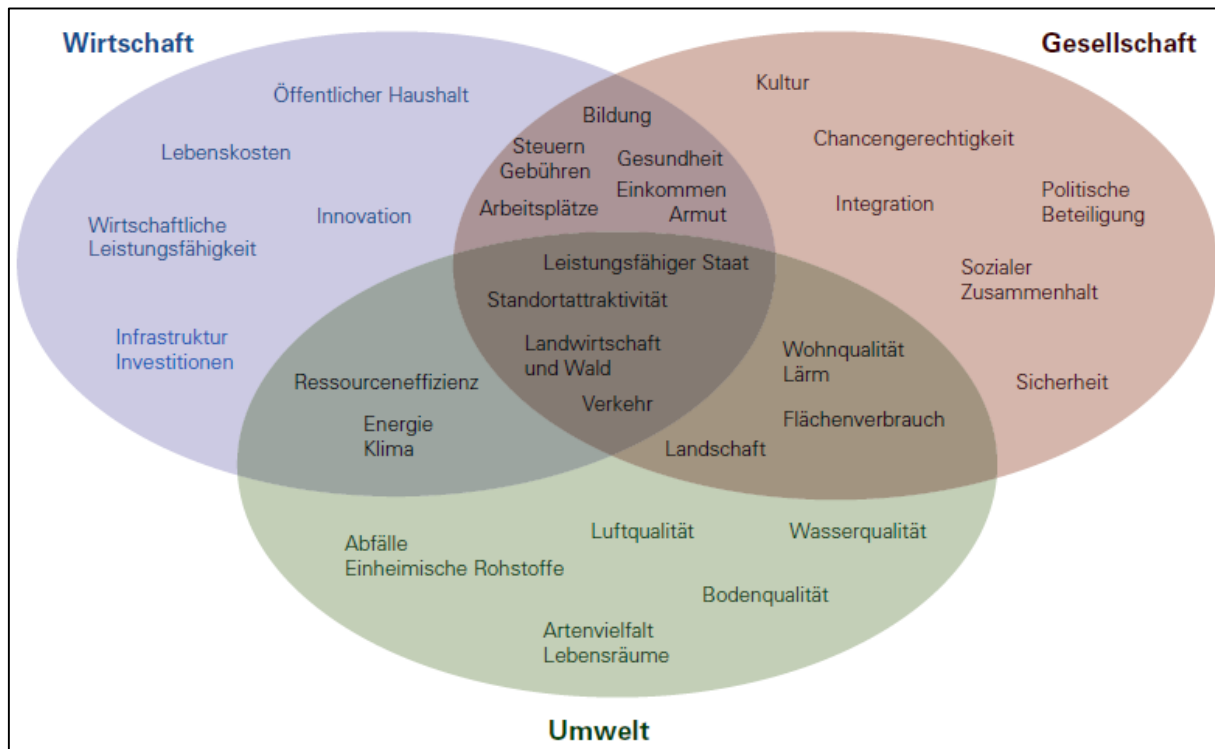 Wirtschaft
Gesellschaft
Öffentlicher Haushalt
Lebenskosten
Wirtschaftliche
Leistungsfähigkeit
Innovation
Infrastruktur
Investitionen
Bildung
Steuern
Gebühren
Gesundheit
Einkommen
Armut
Arbeitsplätze
Kultur
Chancengerechtigkeit
Integration
Politische
Beteiligung
Sozialer
Zusammenhalt
Sicherheit
Leistungsfähiger Staat
Standortattraktivität
Landwirtschaft
und Wald
Verkehr
Ressourceneffizienz
Energie
Klima
Wohnqualität
Lärm
Flächenverbrauch
Landschaft
Abfälle
Einheimische Rohstoffe
Luftqualität
Wasserqualität
Bodenqualität
Artenvielfalt
Lebensräume
Umwelt